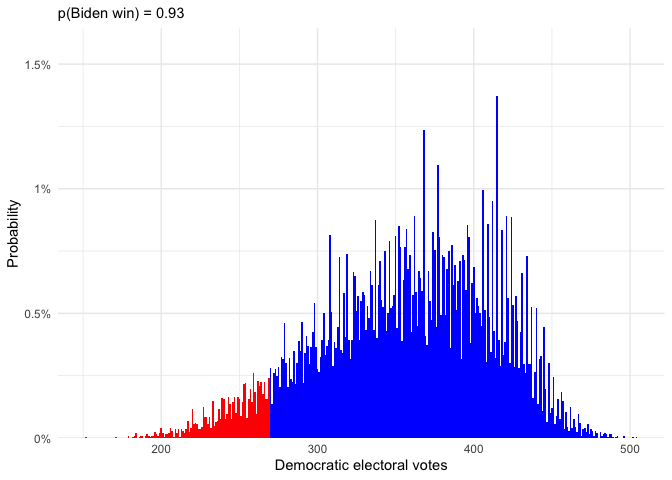 p(Biden win) = 0.93
1.5%
1%
0.5%
0%
Probability
200 300 400 500
Democratic electoral votes